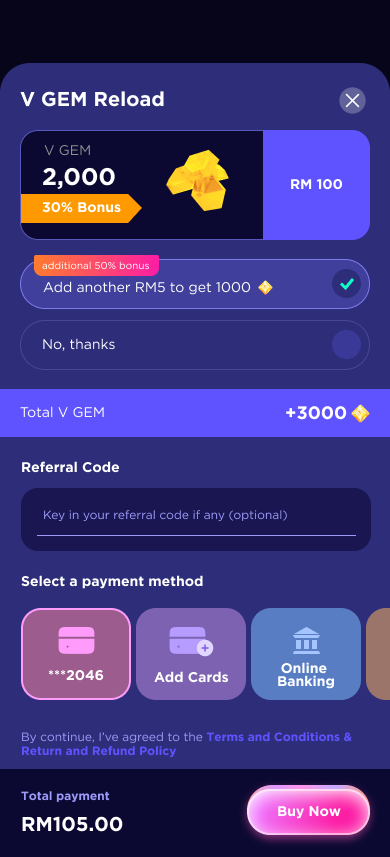 V GEM Reload
V GEM
2,000
30% Bonus
RM 100
additional 50% bonus
Add another RM5 to get 1000
No, thanks
Total V GEM
+3000
Referral Code
Key in your referral code if any (optional)
Select a payment method
***2046
Add Cards
Online
Banking
By continue, I've agreed to the Terms and Conditions &
Return and Refund Policy
Total payment
RM105.00
Buy Now